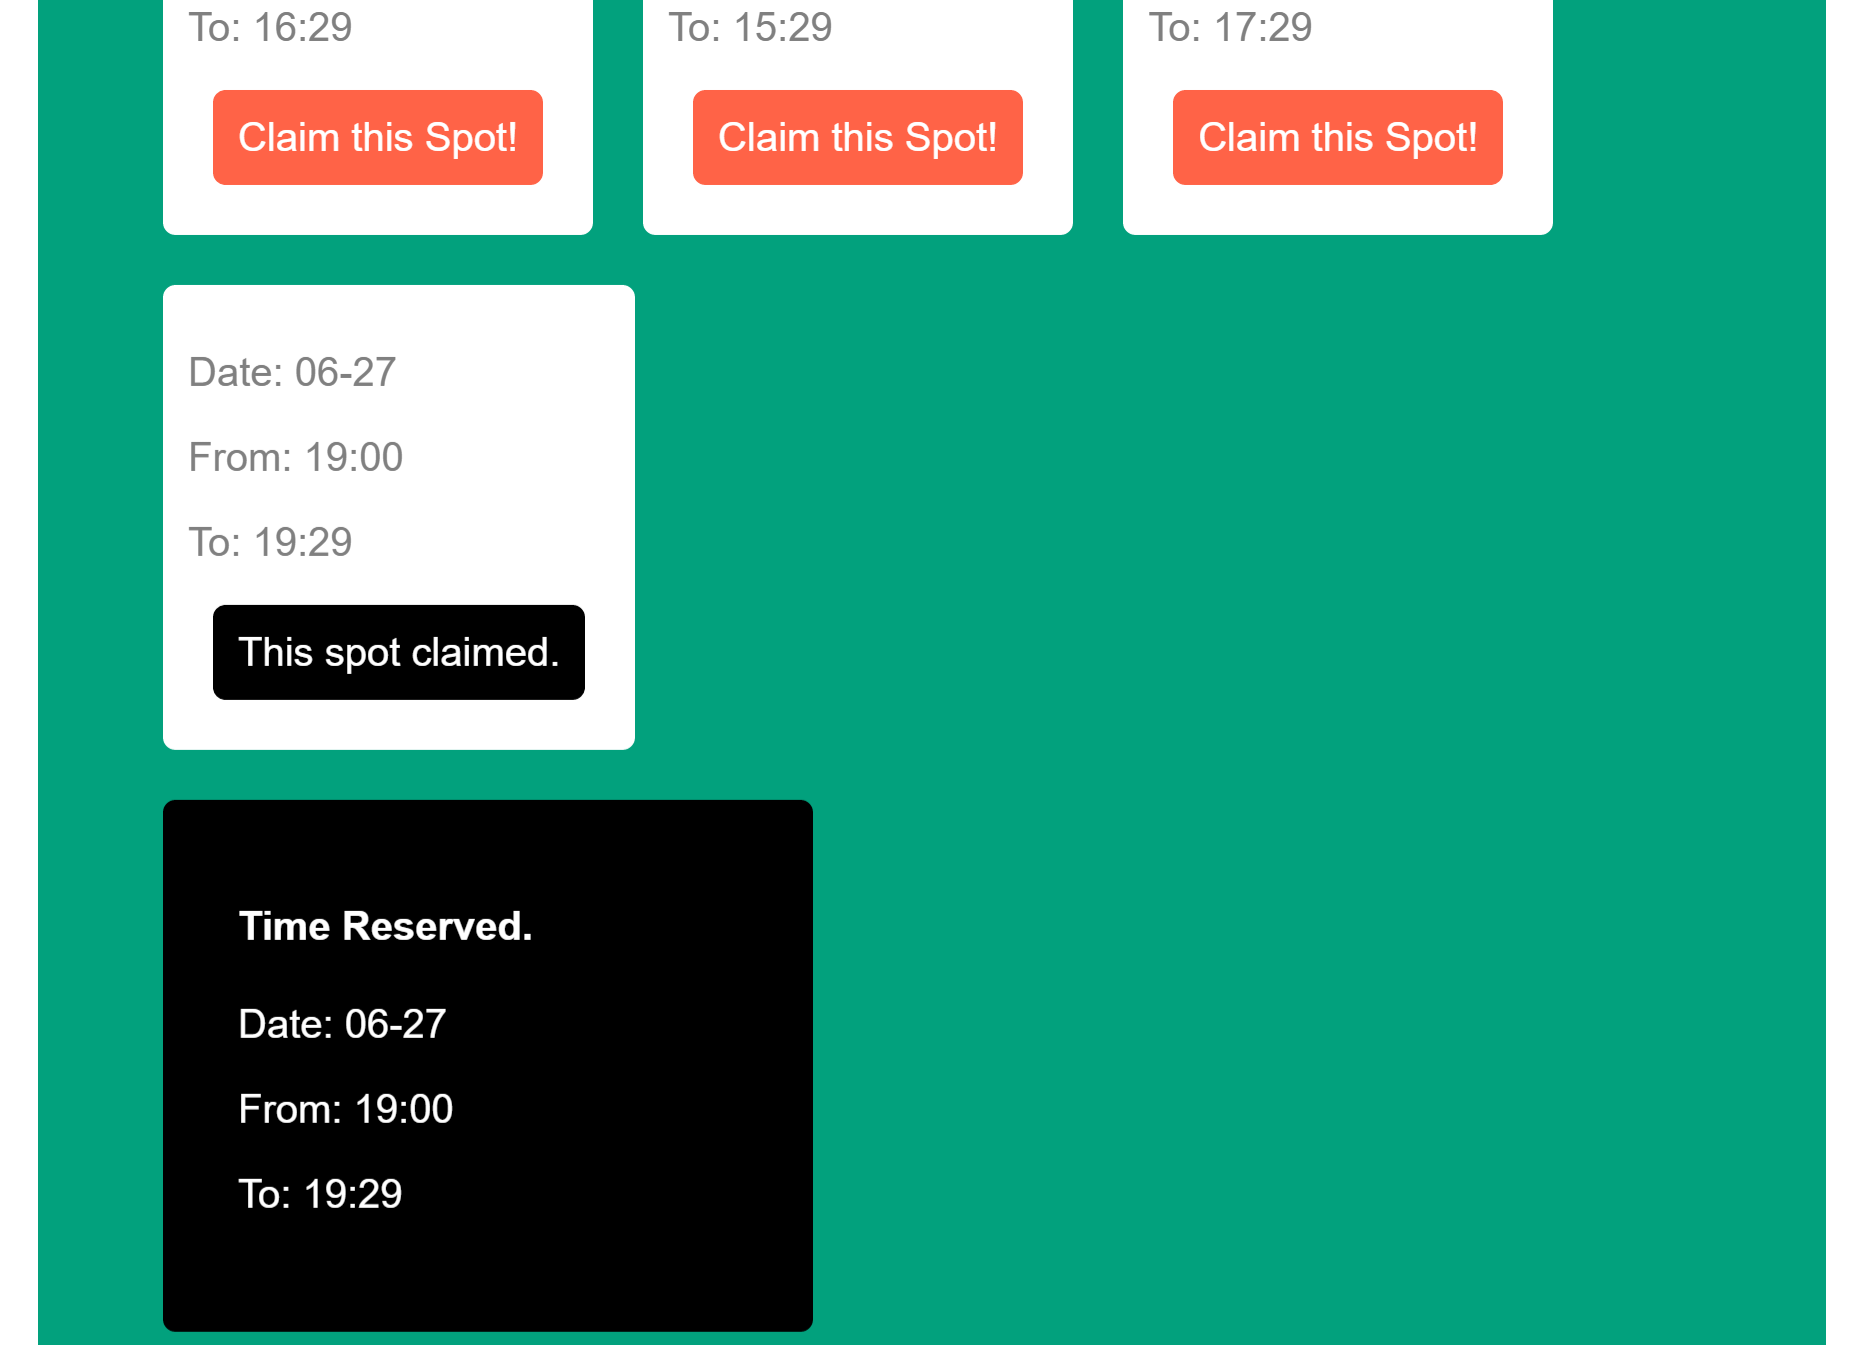 To: 16:29
To: 15:29
To: 17:29
Claim this Spot!
Claim this Spot!
Claim this Spot!
Date: 06-27
From: 19:00
To: 19:29
This spot claimed.
Time Reserved.
Date: 06-27
From: 19:00
To: 19:29